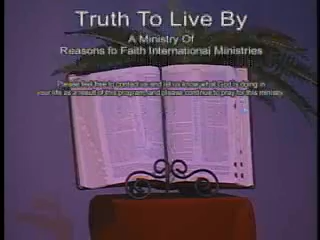 Truth To Live By
A Ministry Of
Reasons fo Faith International Ministries
Please feel free to contact us and let us know what God is doing in
your life as a result of this program, and please continue to pray for this ministry.